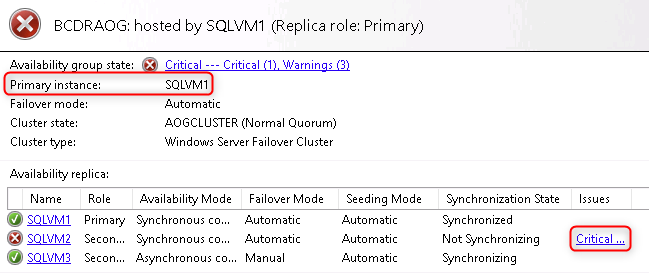 BCDRAOG: hosted by SQLVM1 (Replica role: Primary)
Availability group state: Critical --- Critical (1), Warnings (3)
Primary instance: SQLVM1
Failover mode: Automatic
Cluster state: AOGCLUSTER (Normal Quorum)
Cluster type: Windows Server Failover Cluster
Availability replica:
Name Role Availability Mode Failover Mode Seeding Mode Synchronization State Issues
SQLVM1 Primary Synchronous co... Automatic Automatic Synchronized
SQLVM2 Secon... Synchronous co... Automatic Automatic Not Synchronizing Critical ...
SQLVM3 Secon... Asynchronous co... Manual Automatic Synchronizing